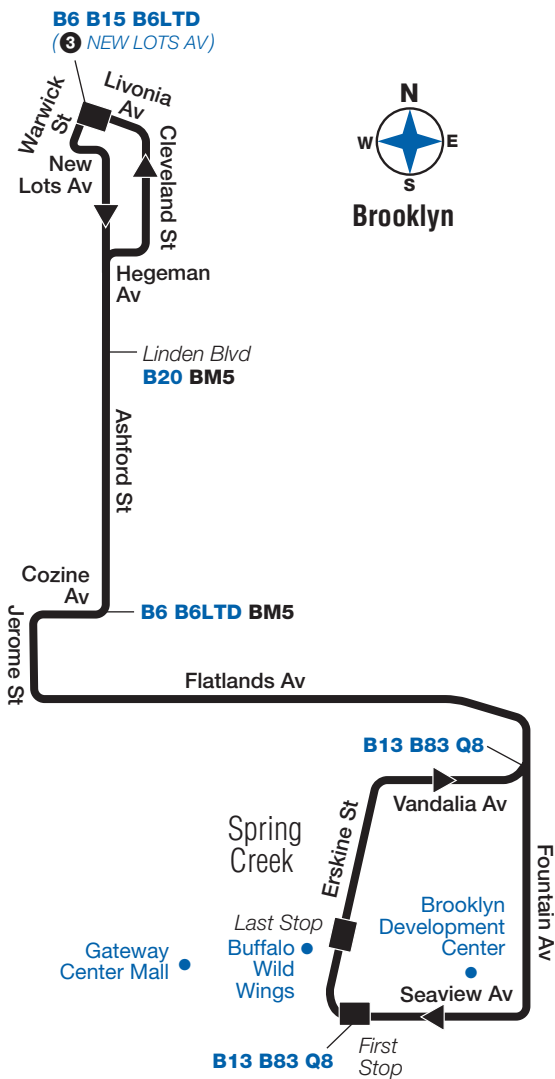 B6 B15 B6LTD
(3 NEW LOTS AV)
Livonia
Av
Warwick
St
New
Lots Av
Cleveland St
Hegeman
Av
N
W
E
S
Brooklyn
Linden Blvd
B20 BM5
Ashford St
Cozine
Av
B6 B6LTD BM5
Jerome St
Flatlands Av
B13 B83 Q8
Vandalia Av
Spring
Creek
Erskine St
Fountain Av
Brooklyn
Development
Center
Last Stop
Buffalo
Wild
Wings
Gateway
Center Mall
Seaview Av
B13 B83 Q8
First
Stop